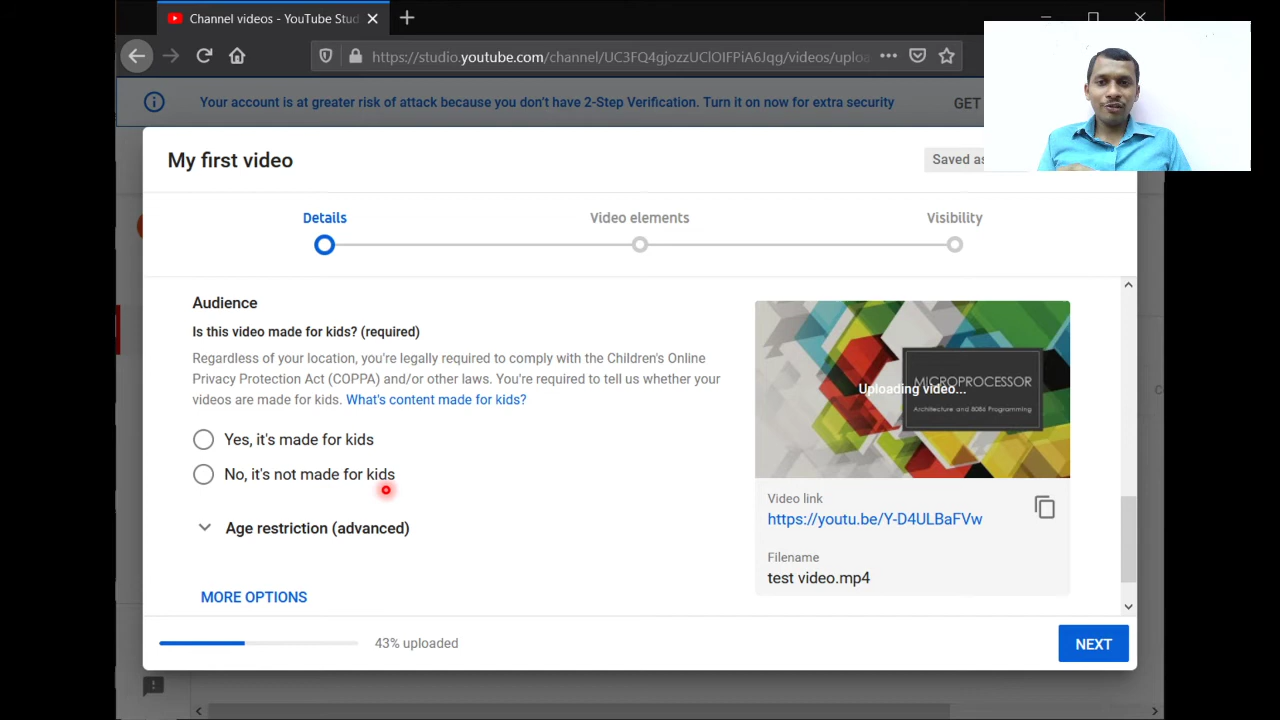 Channel videos - YouTube Stud
https://studio.youtube.com/channel/UC3FQ4gjozzUClOIFPiA6Jqg/videos/uploa
Your account is at greater risk of attack because you don't have 2-Step Verification. Turn it on now for extra security
GET
My first video
Saved as
Details
Video elements
Visibility
Audience
Is this video made for kids? (required)
Regardless of your location, you're legally required to comply with the Children's Online
Privacy Protection Act (COPPA) and/or other laws. You're required to tell us whether your
videos are made for kids. What's content made for kids?
Yes, it's made for kids
No, it's not made for kids
Age restriction (advanced)
MORE OPTIONS
MICROPROCESSOR
Uploading video...
Architecture and 8086 Programming
Video link
https://youtu.be/Y-D4ULBaFVw
Filename
test video.mp4
43% uploaded
NEXT